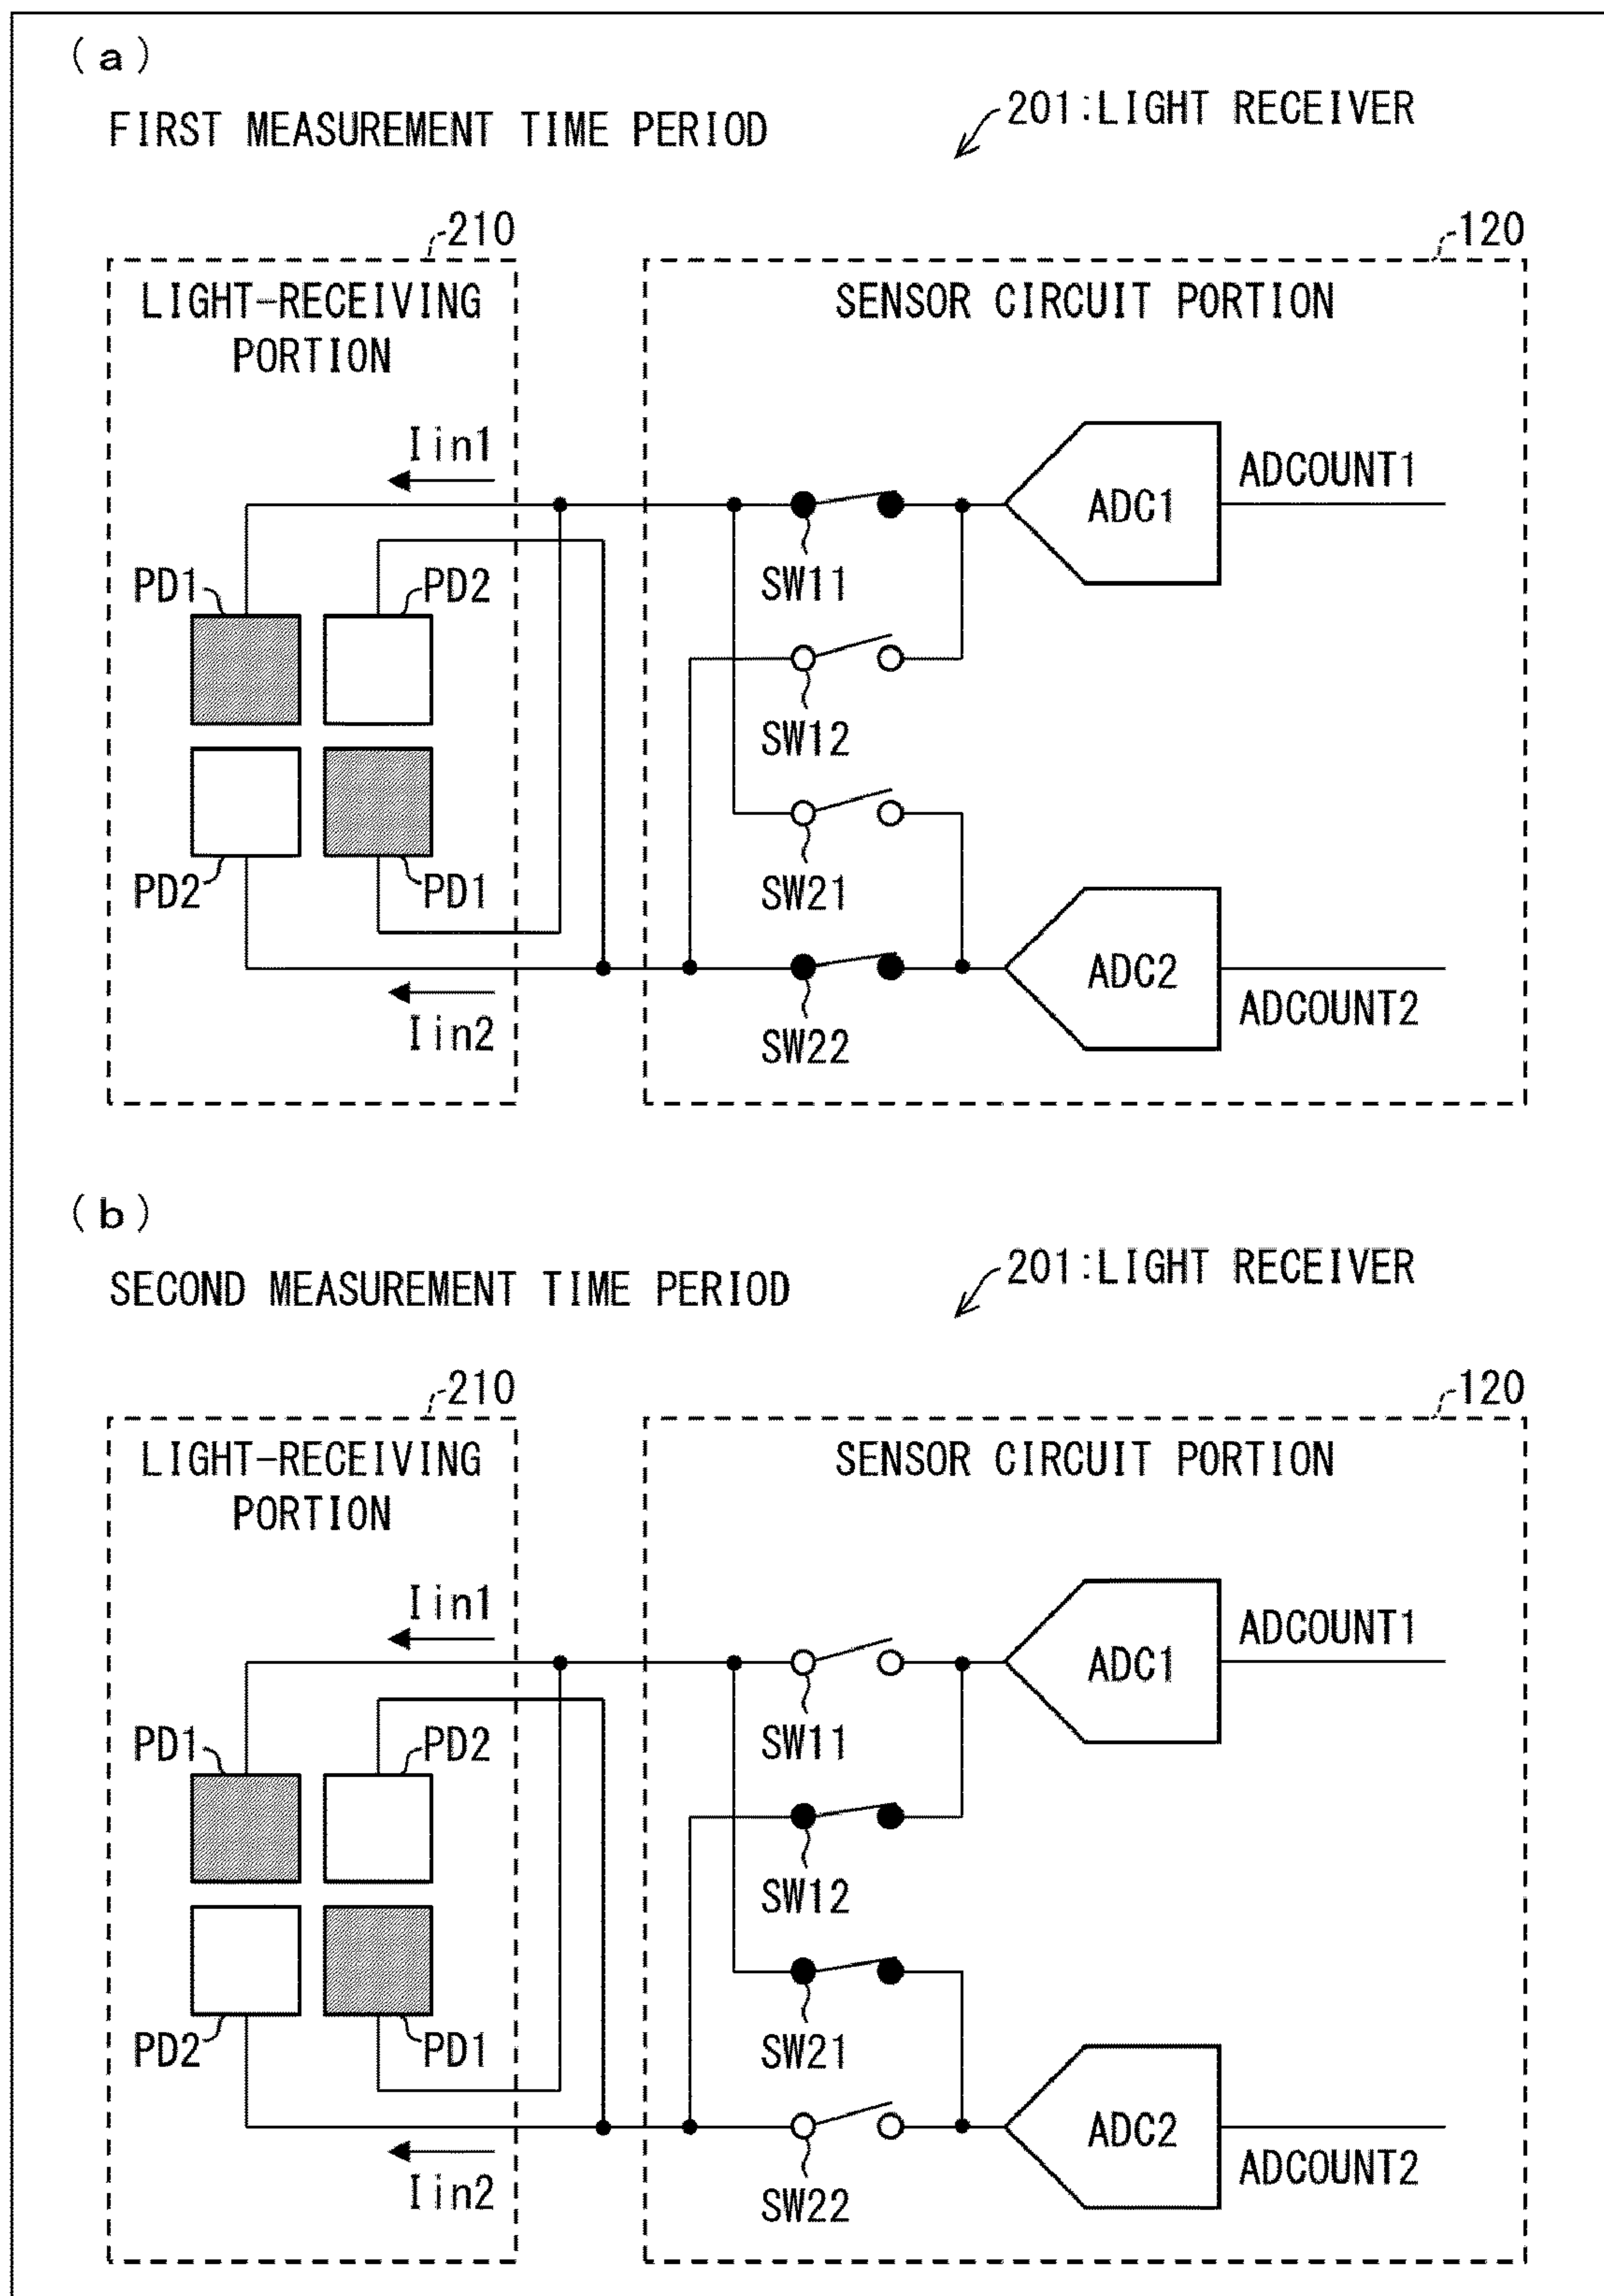 (a)
FIRST MEASUREMENT TIME PERIOD
201:LIGHT RECEIVER
210
120
LIGHT-RECEIVING
PORTION
SENSOR CIRCUIT PORTION
Iin1
ADCOUNT1
ADC1
PD1
PD2
SW11
SW12
PD2
PD1
SW21
ADC2
ADCOUNT2
Iin2
SW22
(b)
SECOND MEASUREMENT TIME PERIOD
201:LIGHT RECEIVER
210
120
LIGHT-RECEIVING
PORTION
SENSOR CIRCUIT PORTION
Iin1
ADCOUNT1
ADC1
PD1
PD2
SW11
SW12
PD2
PD1
SW21
ADC2
ADCOUNT2
Iin2
SW22